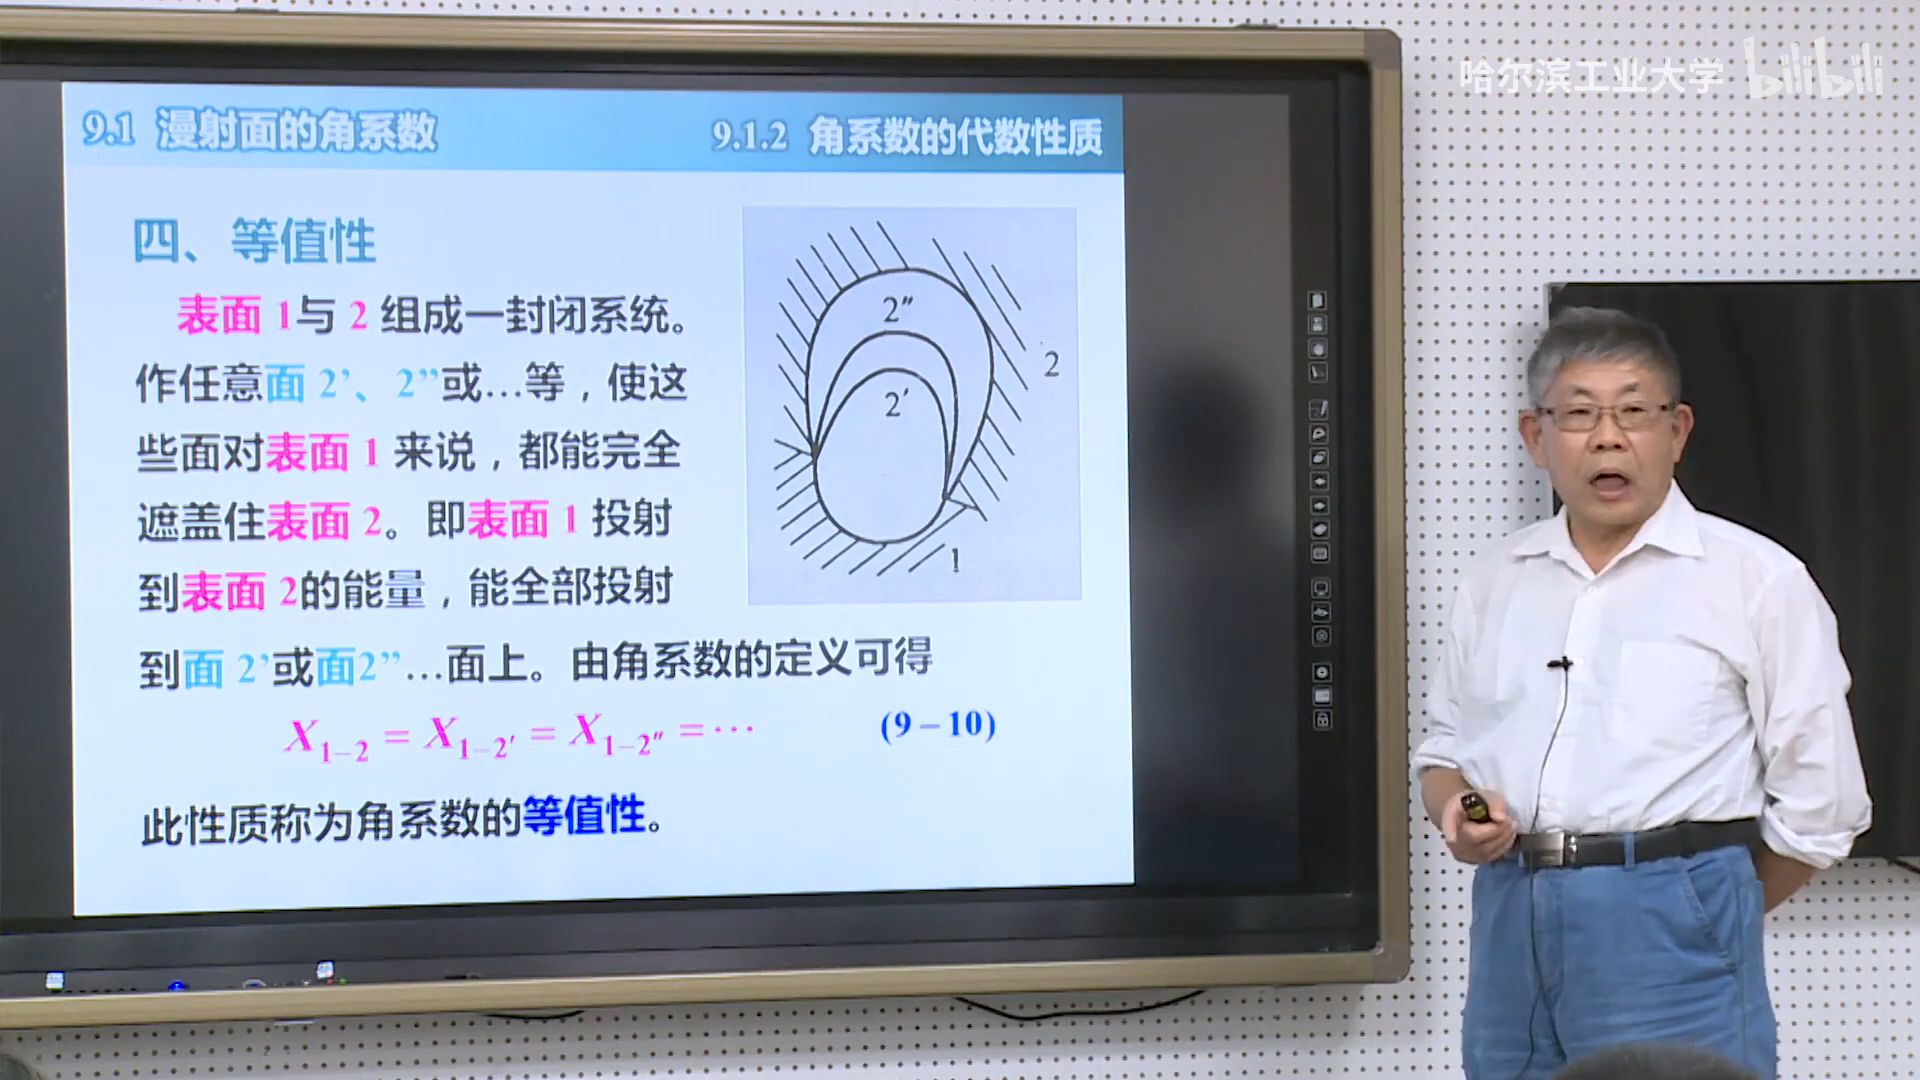 哈尔滨工业大学 bilibili
9.1 漫射面的角系数 9.1.2 角系数的代数性质
四、等值性
表面 1与 2 组成一封闭系统。
作任意面 2’、2”或…等，使这
些面对表面 1 来说，都能完全
遮盖住表面 2。即表面 1 投射
到表面 2的能量，能全部投射
到面 2’或面2”…面上。由角系数的定义可得
X1−2 = X1−2′ = X1−2″ = ⋯ (9－10)
此性质称为角系数的等值性。
2″
2
2′
1